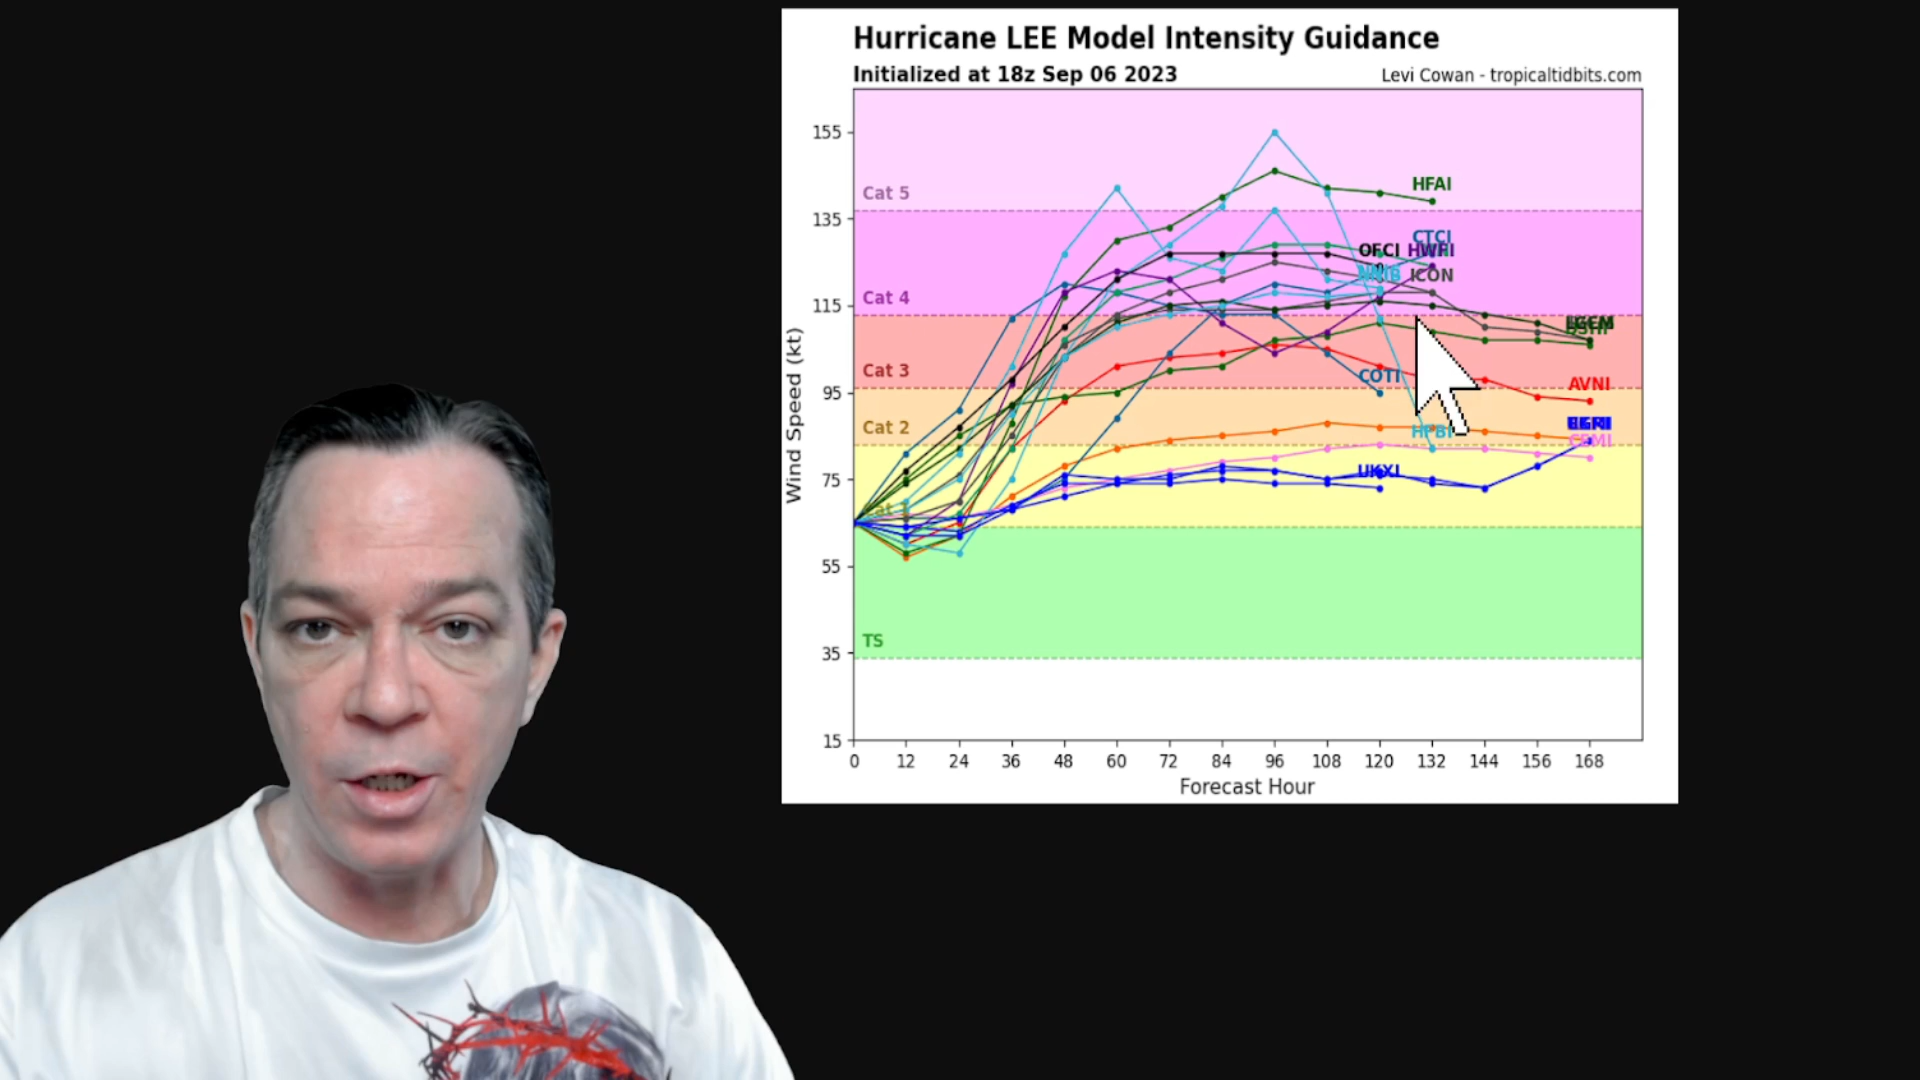 Hurricane LEE Model Intensity Guidance
Initialized at 18z Sep 06 2023
Levi Cowan - tropicaltidbits.com
155
135
115
95
75
55
35
15
Wind Speed (kt)
Cat 5
Cat 4
Cat 3
Cat 2
TS
HFAI
CTCI
OFCI
HWFI
ICON
COTI
AVNI
HFBI
UKXI
0 12 24 36 48 60 72 84 96 108 120 132 144 156 168
Forecast Hour